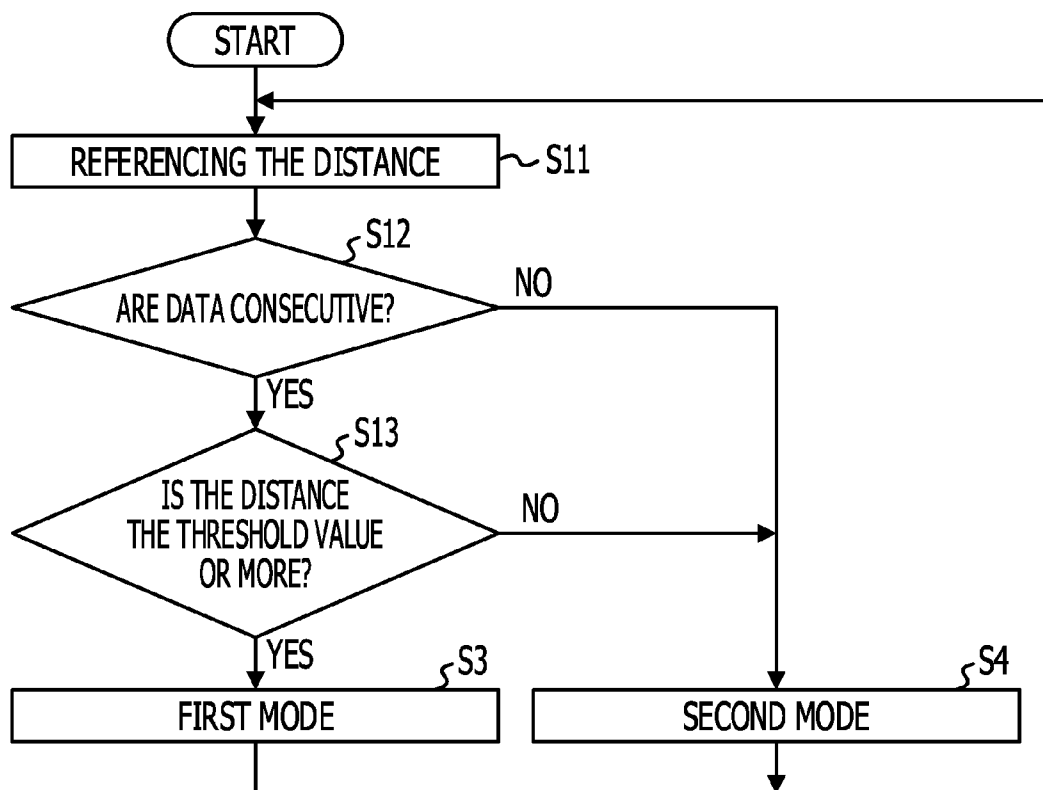 START
REFERENCING THE DISTANCE
S11
S12
ARE DATA CONSECUTIVE?
NO
YES
S13
IS THE DISTANCE
THE THRESHOLD VALUE
OR MORE?
NO
YES
S3
FIRST MODE
S4
SECOND MODE